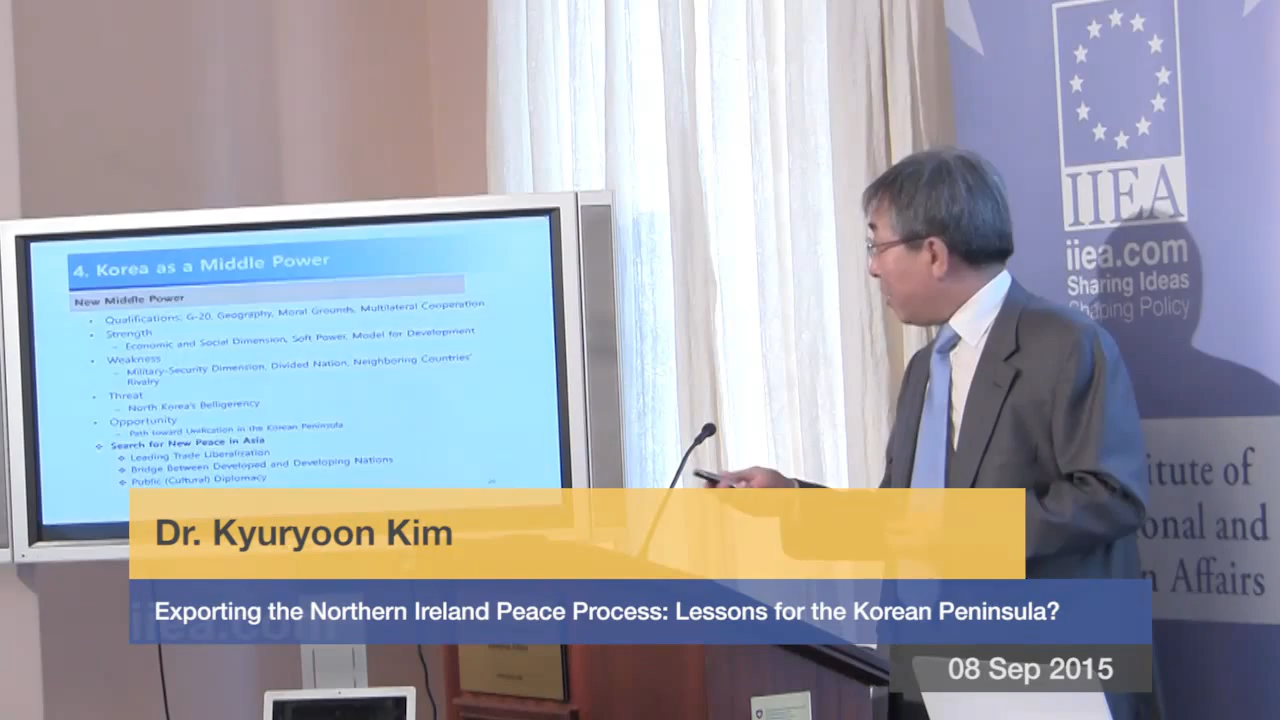 4. Korea as a Middle Power
New Middle Power
• Qualifications: G-20, Geography, Moral Grounds, Multilateral Cooperation
• Strength
– Economic and Social Dimension, Soft Power, Model for Development
• Weakness
– Military-Security Dimension, Divided Nation, Neighboring Countries'
Rivalry
• Threat
– North Korea's Belligerency
• Opportunity
– Path toward Unification in the Korean Peninsula
❖ Search for New Peace in Asia
❖ Leading Trade Liberalization
❖ Bridge Between Developed and Developing Nations
❖ Public (Cultural) Diplomacy
IIEA
iiea.com
Sharing Ideas
Shaping Policy
itute of
onal and
n Affairs
Dr. Kyuryoon Kim
Exporting the Northern Ireland Peace Process: Lessons for the Korean Peninsula?
iiea.com
08 Sep 2015